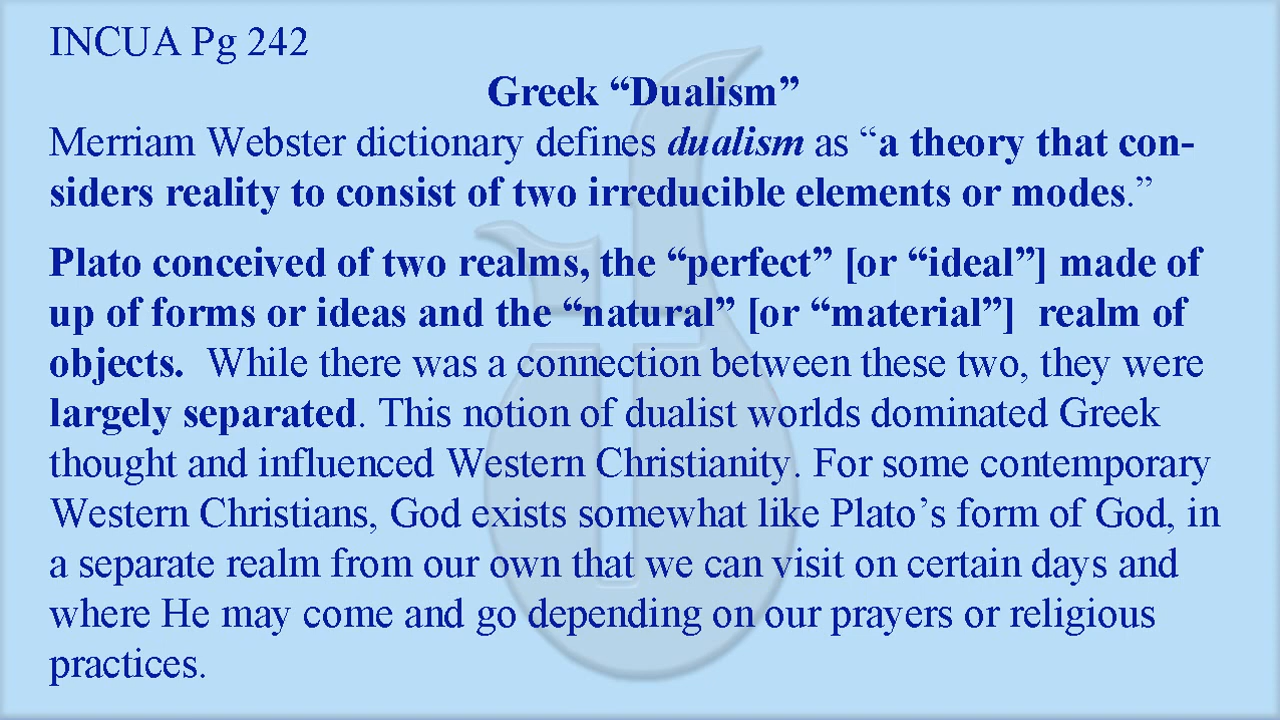 INCUA Pg 242
Greek “Dualism”
Merriam Webster dictionary defines dualism as “a theory that con-
siders reality to consist of two irreducible elements or modes.”
Plato conceived of two realms, the “perfect” [or “ideal”] made of
up of forms or ideas and the “natural” [or “material”]  realm of
objects.  While there was a connection between these two, they were
largely separated. This notion of dualist worlds dominated Greek
thought and influenced Western Christianity. For some contemporary
Western Christians, God exists somewhat like Plato’s form of God, in
a separate realm from our own that we can visit on certain days and
where He may come and go depending on our prayers or religious
practices.